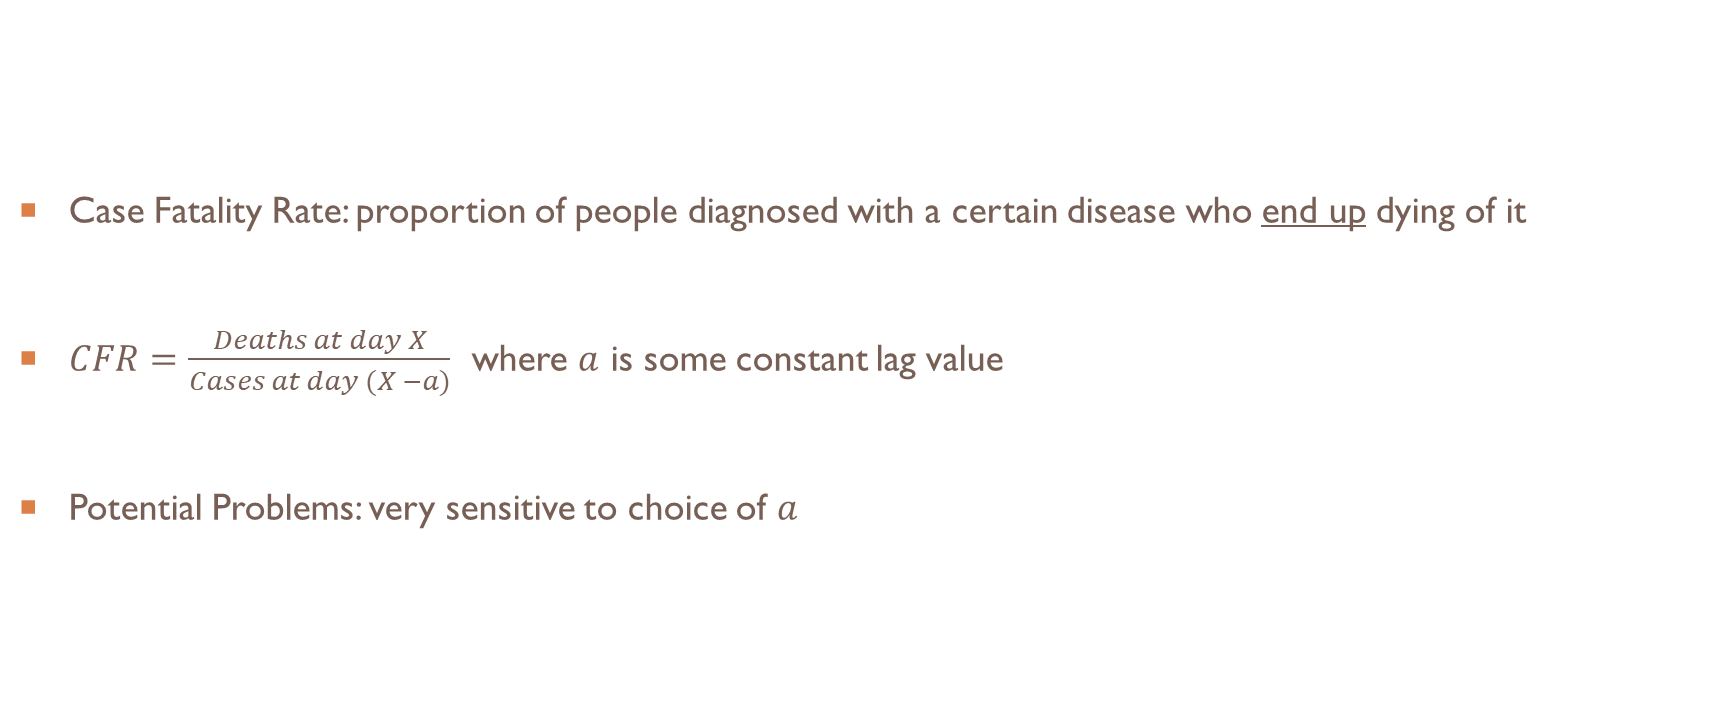 ▪ Case Fatality Rate: proportion of people diagnosed with a certain disease who end up dying of it
▪ CFR = Deaths at day X / Cases at day (X − a) where a is some constant lag value
▪ Potential Problems: very sensitive to choice of a